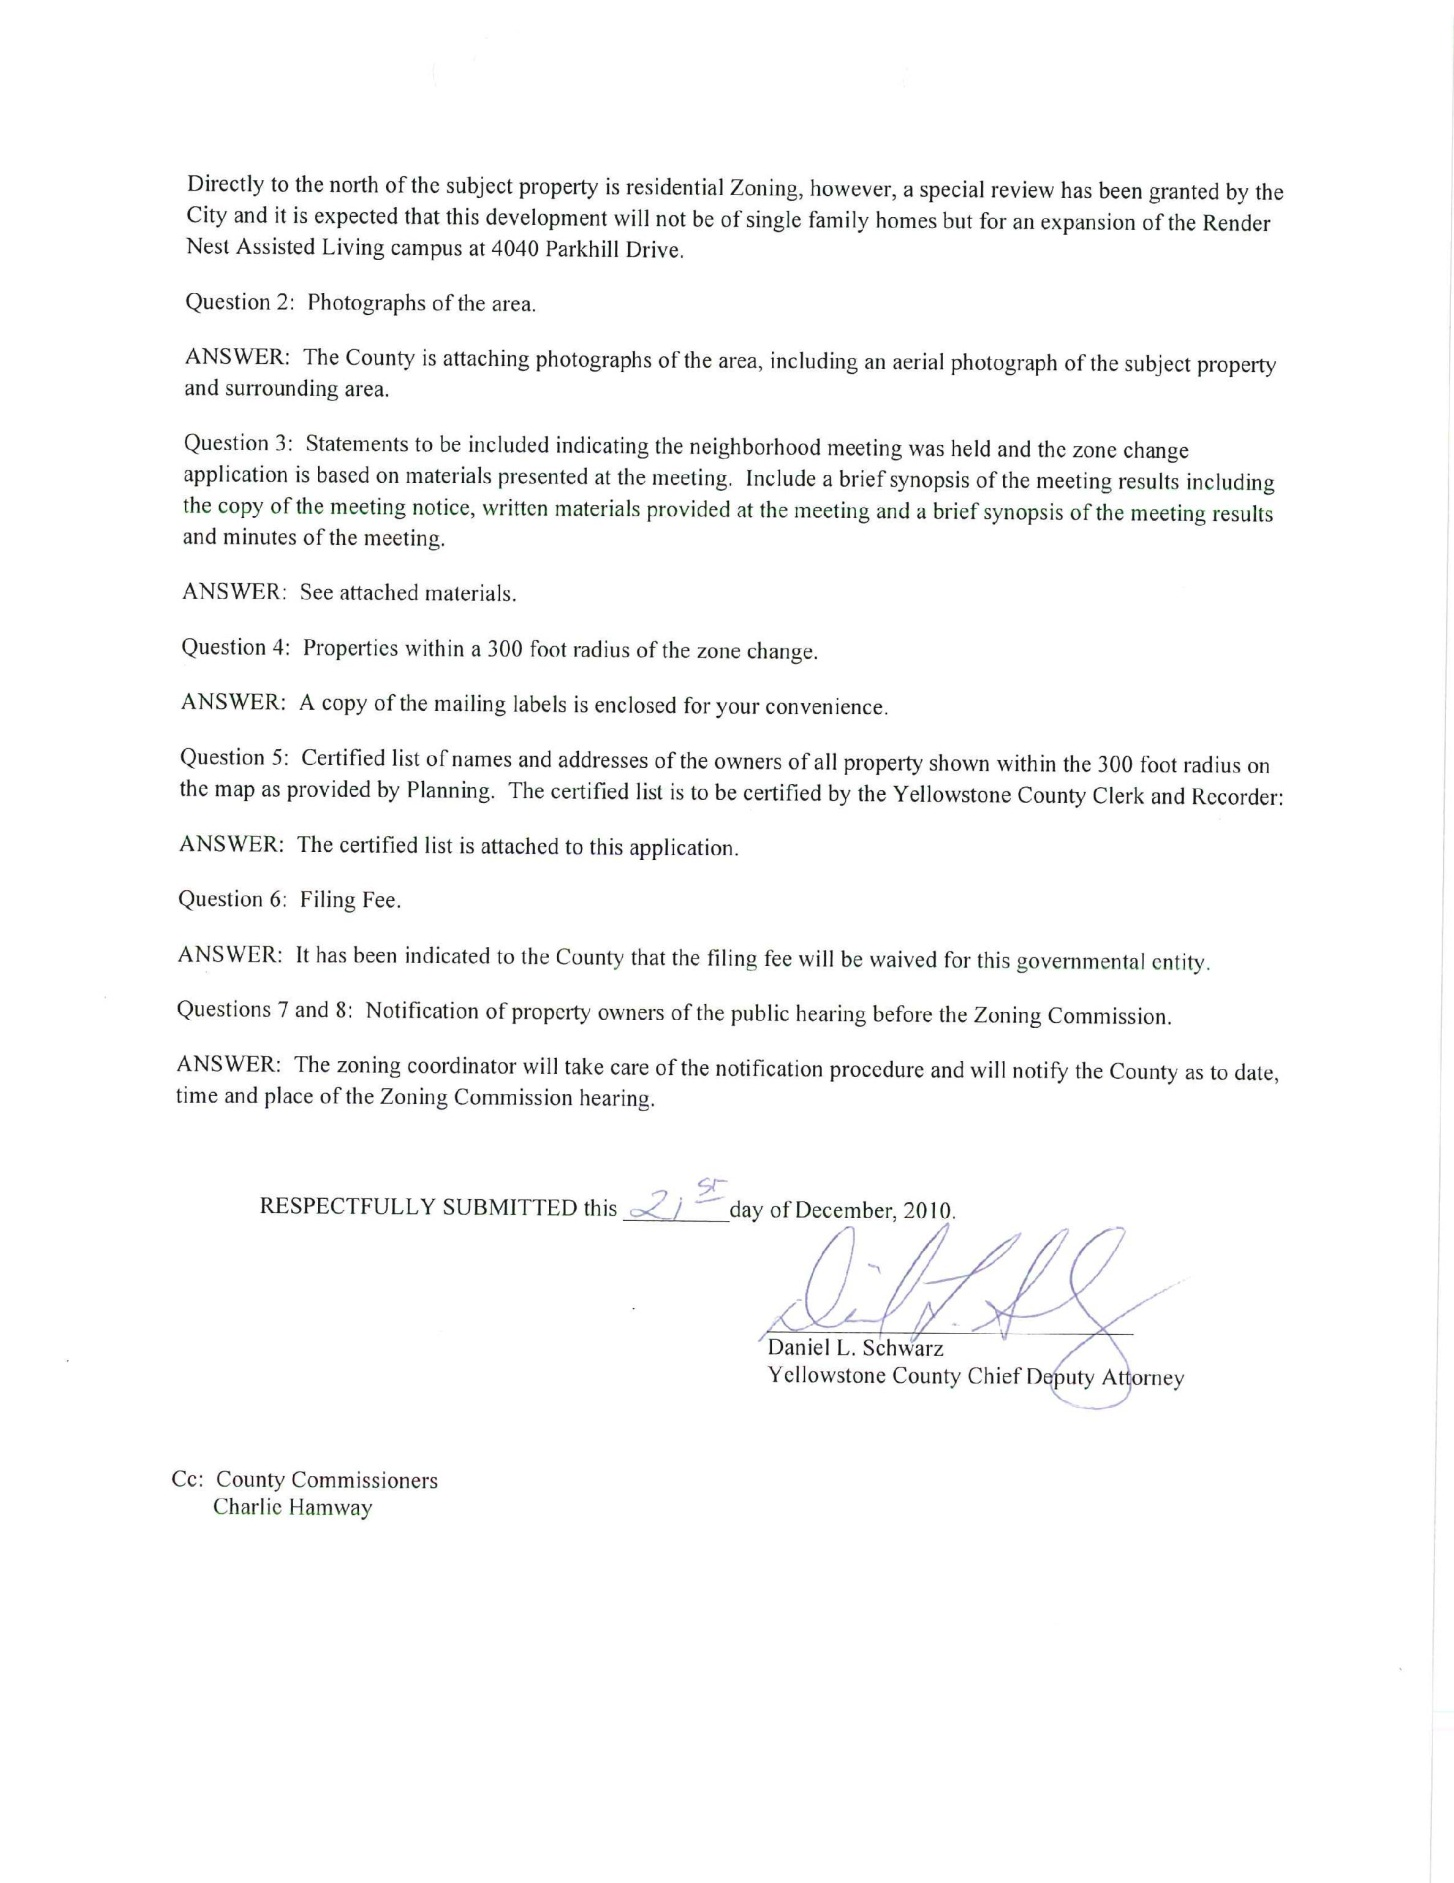 Directly to the north of the subject property is residential Zoning, however, a special review has been granted by the
City and it is expected that this development will not be of single family homes but for an expansion of the Render
Nest Assisted Living campus at 4040 Parkhill Drive.
Question 2: Photographs of the area.
ANSWER: The County is attaching photographs of the area, including an aerial photograph of the subject property
and surrounding area.
Question 3: Statements to be included indicating the neighborhood meeting was held and the zone change
application is based on materials presented at the meeting. Include a brief synopsis of the meeting results including
the copy of the meeting notice, written materials provided at the meeting and a brief synopsis of the meeting results
and minutes of the meeting.
ANSWER: See attached materials.
Question 4: Properties within a 300 foot radius of the zone change.
ANSWER: A copy of the mailing labels is enclosed for your convenience.
Question 5: Certified list of names and addresses of the owners of all property shown within the 300 foot radius on
the map as provided by Planning. The certified list is to be certified by the Yellowstone County Clerk and Recorder:
ANSWER: The certified list is attached to this application.
Question 6: Filing Fee.
ANSWER: It has been indicated to the County that the filing fee will be waived for this governmental entity.
Questions 7 and 8: Notification of property owners of the public hearing before the Zoning Commission.
ANSWER: The zoning coordinator will take care of the notification procedure and will notify the County as to date,
time and place of the Zoning Commission hearing.
RESPECTFULLY SUBMITTED this 21st day of December, 2010.
Daniel L. Schwarz
Yellowstone County Chief Deputy Attorney
Cc: County Commissioners
Charlie Hamway